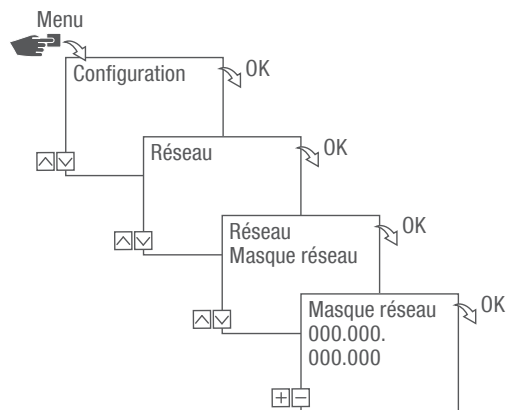 Menu
Configuration
OK
Réseau
OK
Réseau
Masque réseau
OK
Masque réseau
000.000.
000.000
OK